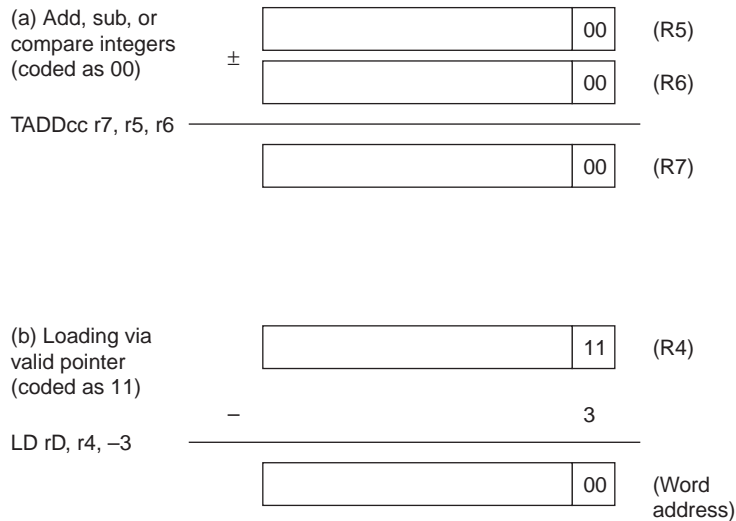 (a) Add, sub, or
compare integers
(coded as 00)
TADDcc r7, r5, r6
±
00 (R5)
00 (R6)
00 (R7)
(b) Loading via
valid pointer
(coded as 11)
LD rD, r4, –3
11 (R4)
– 3
00 (Word
address)